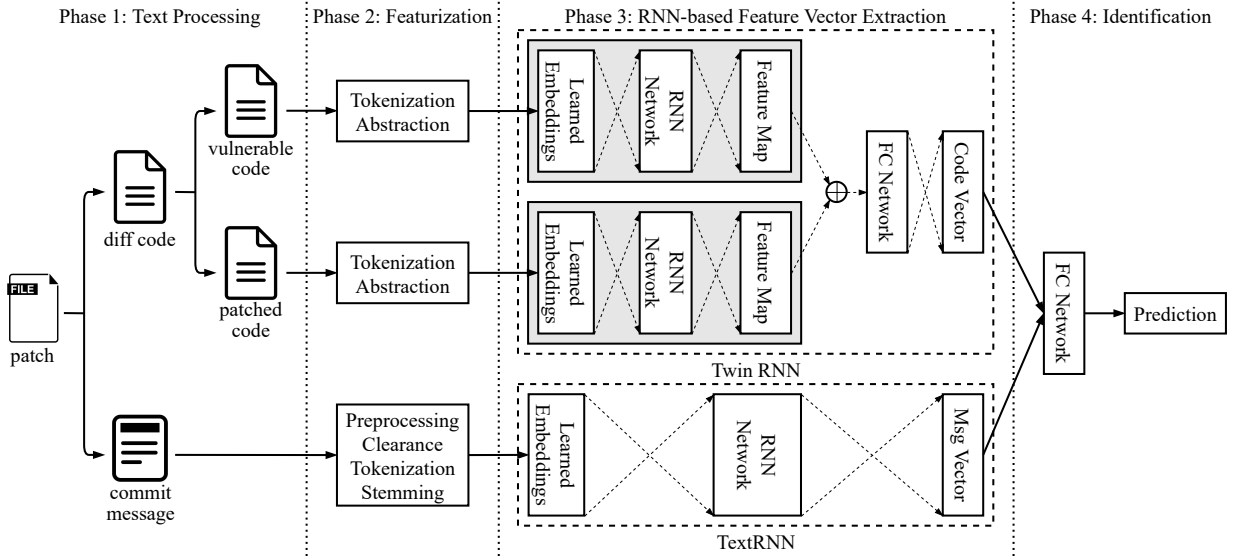 Phase 1: Text Processing
Phase 2: Featurization
Phase 3: RNN-based Feature Vector Extraction
Phase 4: Identification
FILE
patch
diff code
vulnerable
code
patched
code
commit
message
Tokenization
Abstraction
Tokenization
Abstraction
Preprocessing
Clearance
Tokenization
Stemming
Learned
Embeddings
RNN
Network
Feature Map
Learned
Embeddings
RNN
Network
Feature Map
FC Network
Code Vector
Twin RNN
Learned
Embeddings
RNN
Network
Msg Vector
TextRNN
FC Network
Prediction